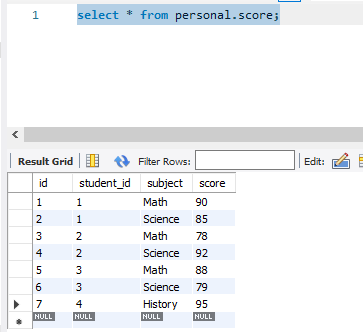 1 select * from personal.score;
Result Grid Filter Rows: Edit:
id student_id subject score
1 1 Math 90
2 1 Science 85
3 2 Math 78
4 2 Science 92
5 3 Math 88
6 3 Science 79
7 4 History 95
NULL NULL NULL NULL